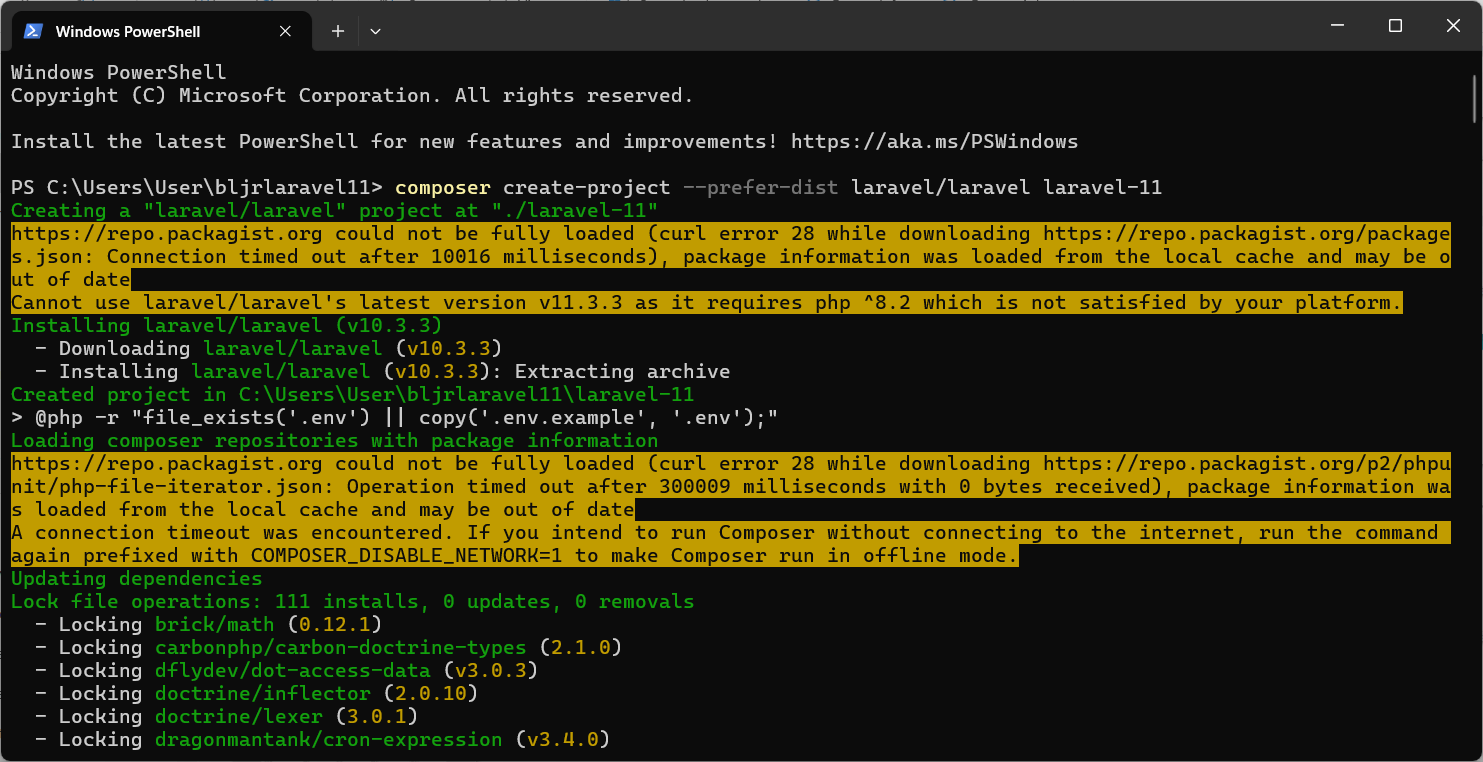 Windows PowerShell
Windows PowerShell
Copyright (C) Microsoft Corporation. All rights reserved.
Install the latest PowerShell for new features and improvements! https://aka.ms/PSWindows
PS C:\Users\User\bljrlaravel11> composer create-project --prefer-dist laravel/laravel laravel-11
Creating a "laravel/laravel" project at "./laravel-11"
https://repo.packagist.org could not be fully loaded (curl error 28 while downloading https://repo.packagist.org/package
s.json: Connection timed out after 10016 milliseconds), package information was loaded from the local cache and may be o
ut of date
Cannot use laravel/laravel's latest version v11.3.3 as it requires php ^8.2 which is not satisfied by your platform.
Installing laravel/laravel (v10.3.3)
  - Downloading laravel/laravel (v10.3.3)
  - Installing laravel/laravel (v10.3.3): Extracting archive
Created project in C:\Users\User\bljrlaravel11\laravel-11
> @php -r "file_exists('.env') || copy('.env.example', '.env');"
Loading composer repositories with package information
https://repo.packagist.org could not be fully loaded (curl error 28 while downloading https://repo.packagist.org/p2/phpu
nit/php-file-iterator.json: Operation timed out after 300009 milliseconds with 0 bytes received), package information wa
s loaded from the local cache and may be out of date
A connection timeout was encountered. If you intend to run Composer without connecting to the internet, run the command
again prefixed with COMPOSER_DISABLE_NETWORK=1 to make Composer run in offline mode.
Updating dependencies
Lock file operations: 111 installs, 0 updates, 0 removals
  - Locking brick/math (0.12.1)
  - Locking carbonphp/carbon-doctrine-types (2.1.0)
  - Locking dflydev/dot-access-data (v3.0.3)
  - Locking doctrine/inflector (2.0.10)
  - Locking doctrine/lexer (3.0.1)
  - Locking dragonmantank/cron-expression (v3.4.0)